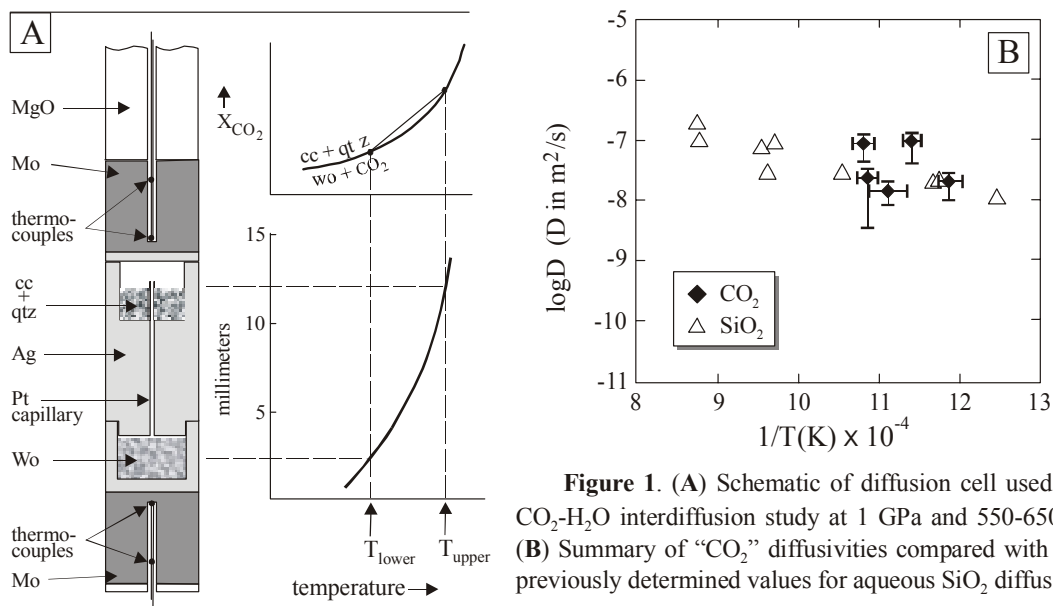 A
MgO
Mo
thermo-
couples
cc
+
qtz
Ag
Pt
capillary
Wo
thermo-
couples
Mo
X_CO₂
cc + qt z
wo + CO₂
15
10
5
millimeters
T_lower
T_upper
temperature
B
-5
-6
-7
-8
-9
-10
-11
logD (D in m²/s)
CO₂
SiO₂
8
9
10
11
12
13
1/T(K) × 10⁻⁴
Figure 1. (A) Schematic of diffusion cell used
CO₂-H₂O interdiffusion study at 1 GPa and 550-650
(B) Summary of “CO₂” diffusivities compared with
previously determined values for aqueous SiO₂ diffus